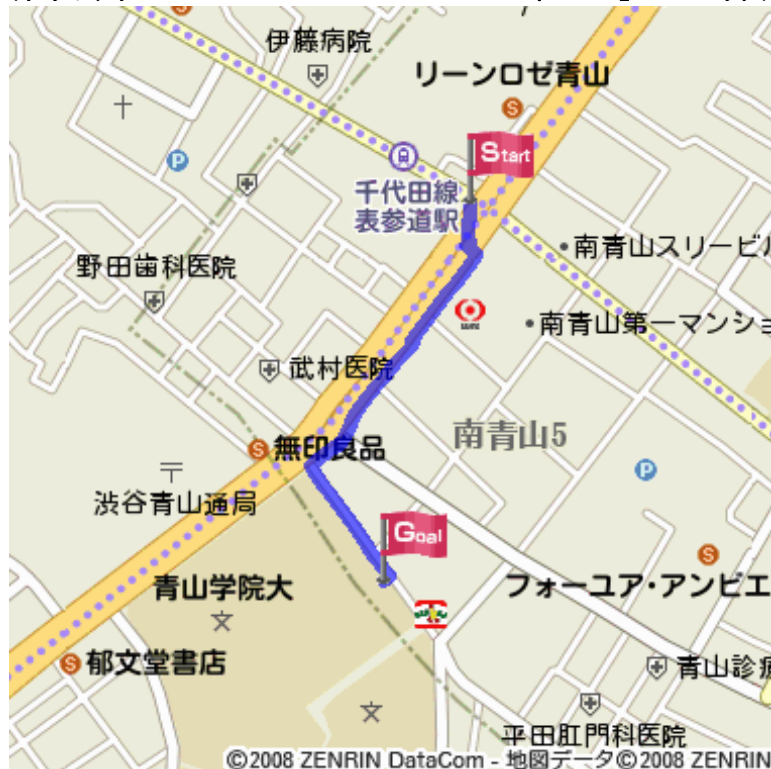 伊藤病院
リーンロゼ青山
P
Start
千代田線
表参道駅
南青山スリービル
野田歯科医院
南青山第一マンショ
武村医院
南青山5
無印良品
P
渋谷青山通局
Goal
青山学院大
フォーユア・アンビエ
郁文堂書店
青山診療
平田肛門科医院
©2008 ZENRIN DataCom - 地図データ©2008 ZENRIN